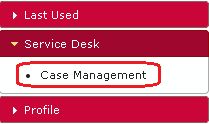 Last Used
Service Desk
Case Management
Profile